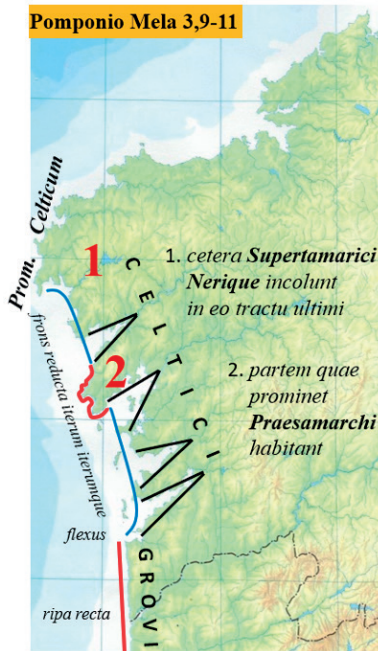 Pomponio Mela 3,9-11
Prom. Celticum
1
CELTICI
1. cetera Supertamarici
Nerique incolunt
in eo tractu ultimi
frons reducta iterum iterumque
2
2. partem quae
prominet
Praesamarchi
habitant
flexus
GROVI
ripa recta